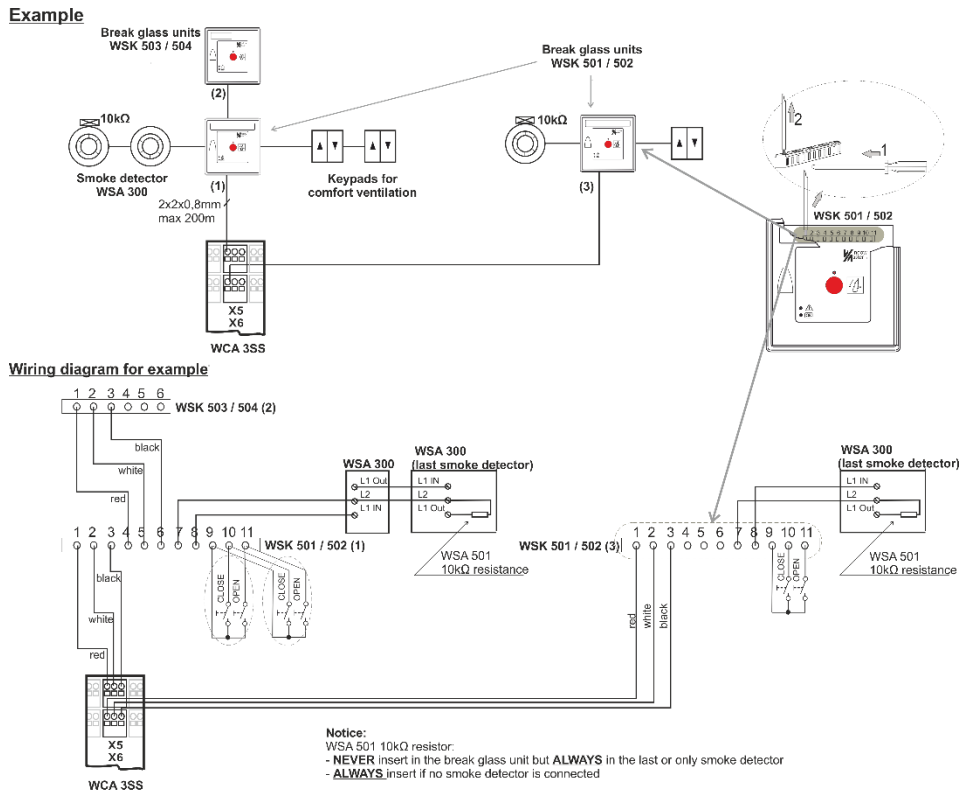 Example
Break glass units
WSK 503 / 504
(2)
Break glass units
WSK 501 / 502
10kΩ
Smoke detector
WSA 300
(1)
Keypads for
comfort ventilation
2x2x0,8mm
max 200m
X5
X6
WCA 3SS
10kΩ
(3)
2
1
WSK 501 / 502
Wiring diagram for example
1 2 3 4 5 6
WSK 503 / 504 (2)
black
white
red
WSA 300
L1 Out
L2
L1 IN
WSA 300
(last smoke detector)
L1 IN
L2
L1 Out
WSA 501
10kΩ resistance
1 2 3 4 5 6 7 8 9 10 11
WSK 501 / 502 (1)
black
white
red
CLOSE
OPEN
CLOSE
OPEN
WSA 300
(last smoke detector)
L1 IN
L2
L1 Out
WSA 501
10kΩ resistance
WSK 501 / 502 (3)
1 2 3 4 5 6 7 8 9 10 11
red
white
black
CLOSE
OPEN
X5
X6
WCA 3SS
Notice:
WSA 501 10kΩ resistor:
- NEVER insert in the break glass unit but ALWAYS in the last or only smoke detector
- ALWAYS insert if no smoke detector is connected